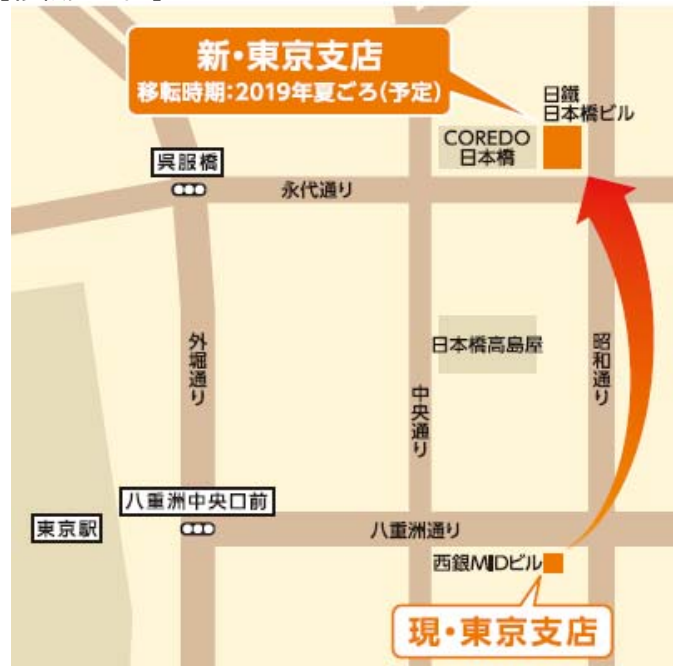 新・東京支店
移転時期:2019年夏ごろ(予定)
日鐵
日本橋ビル
COREDO
日本橋
呉服橋
永代通り
日本橋高島屋
外堀通り
中央通り
昭和通り
八重洲中央口前
東京駅
八重洲通り
西銀MIDビル
現・東京支店